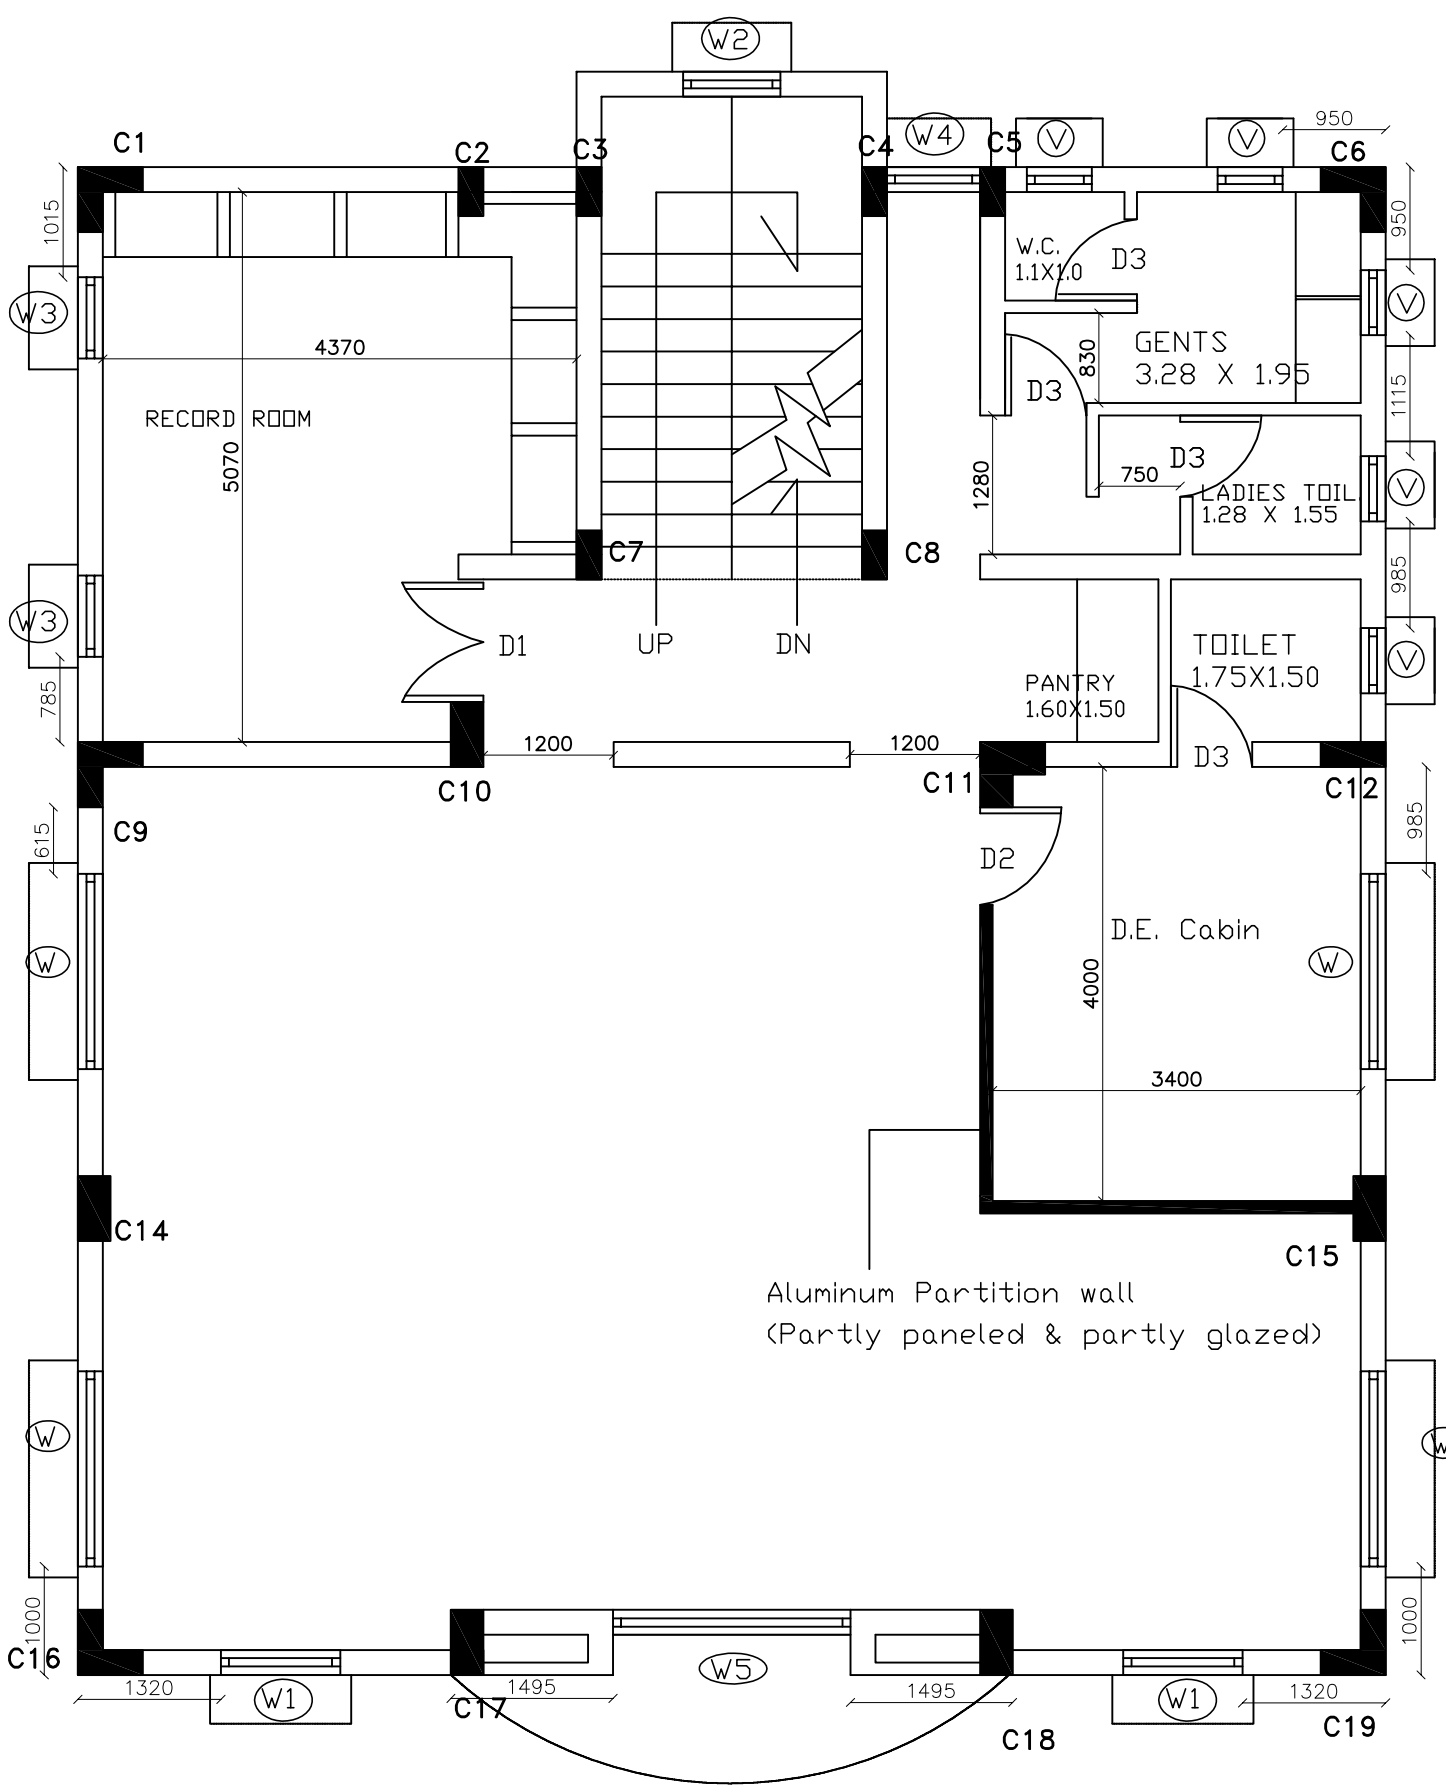 W2
W4
V
V
950
C1
C2
C3
C4
C5
C6
1015
950
W.C.
1.1X1.0
D3
W3
V
4370
830
GENTS
3.28 X 1.95
D3
1115
RECORD ROOM
5070
1280
D3
750
LADIES TOIL.
1.28 X 1.55
V
C7
C8
985
W3
D1
UP
DN
TOILET
1.75X1.50
V
PANTRY
1.60X1.50
785
1200
1200
D3
C10
C11
C12
C9
615
985
D2
D.E. Cabin
W
W
4000
3400
C14
C15
Aluminum Partition wall
(Partly paneled & partly glazed)
W
W
1000
1000
C16
W5
1320
W1
1495
1495
W1
1320
C17
C18
C19